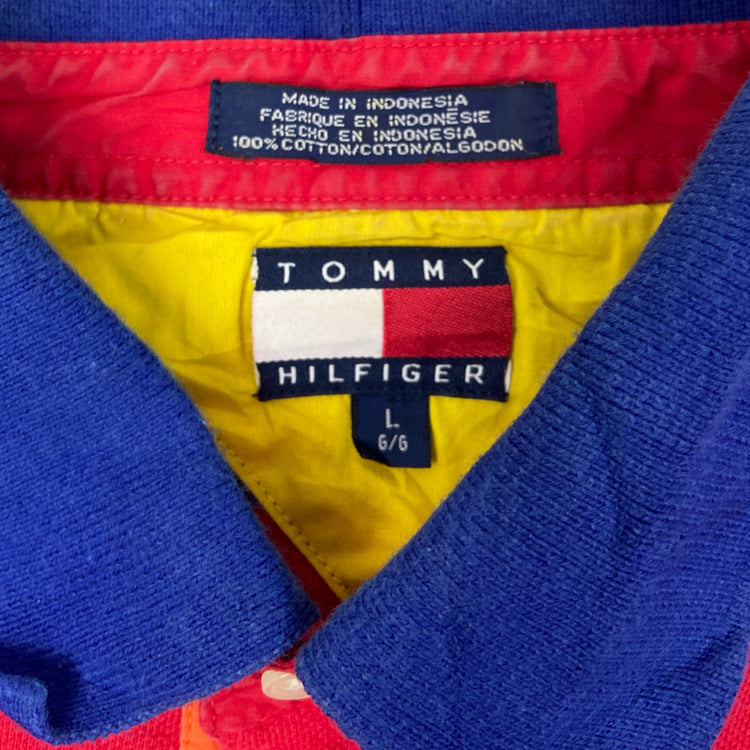 MADE IN INDONESIA
FABRIQUE EN INDONÉSIE
HECHO EN INDONESIA
100% COTTON/COTON/ALGODON
TOMMY
HILFIGER
L
G/G